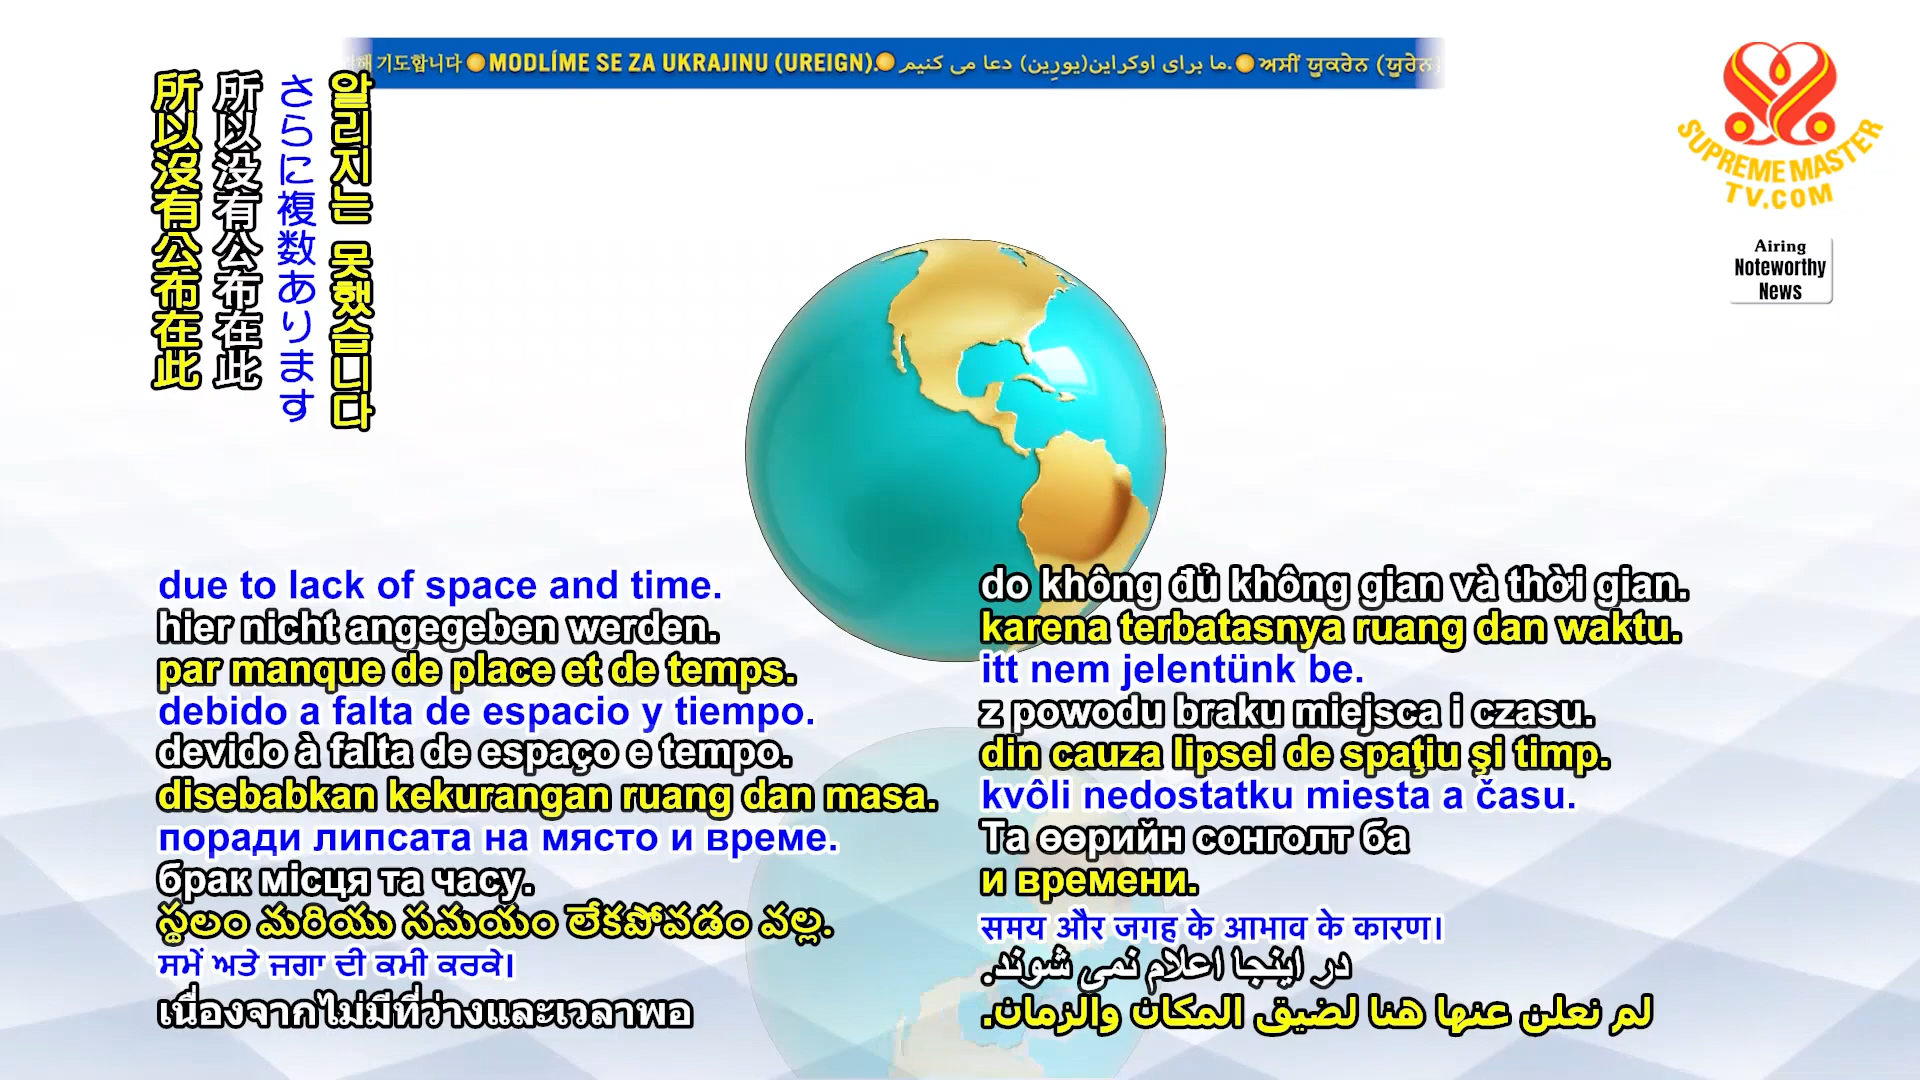 기도합니다 MODLÍME SE ZA UKRAJINU (UREIGN). ما برای اوکراین(یورِین) دعا می کنیم. ਅਸੀਂ ਯੂਕਰੇਨ (ਯੂਰੇਨ)
SUPREME MASTER
TV.COM
Airing
Noteworthy
News
알리지는 못했습니다
さらに複数あります
所以没有公布在此
所以沒有公布在此
due to lack of space and time.
hier nicht angegeben werden.
par manque de place et de temps.
debido a falta de espacio y tiempo.
devido à falta de espaço e tempo.
disebabkan kekurangan ruang dan masa.
поради липсата на място и време.
брак місця та часу.
స్థలం మరియు సమయం లేకపోవడం వల్ల.
ਸਮੇਂ ਅਤੇ ਜਗਾ ਦੀ ਕਮੀ ਕਰਕੇ।
เนื่องจากไม่มีที่ว่างและเวลาพอ
do không đủ không gian và thời gian.
karena terbatasnya ruang dan waktu.
itt nem jelentünk be.
z powodu braku miejsca i czasu.
din cauza lipsei de spaţiu şi timp.
kvôli nedostatku miesta a času.
Та өөрийн сонголт ба
и времени.
समय और जगह के आभाव के कारण।
در اینجا اعلام نمی شوند.
لم نعلن عنها هنا لضيق المكان والزمان.